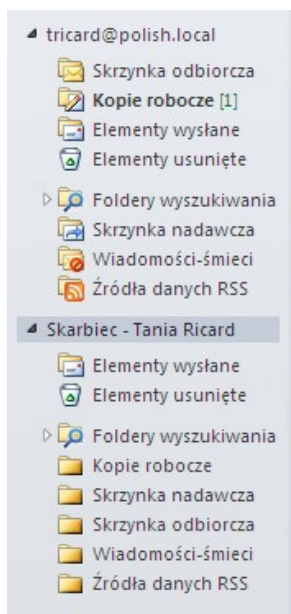 tricard@polish.local
Skrzynka odbiorcza
Kopie robocze [1]
Elementy wysłane
Elementy usunięte
Foldery wyszukiwania
Skrzynka nadawcza
Wiadomości-śmieci
Źródła danych RSS
Skarbiec - Tania Ricard
Elementy wysłane
Elementy usunięte
Foldery wyszukiwania
Kopie robocze
Skrzynka nadawcza
Skrzynka odbiorcza
Wiadomości-śmieci
Źródła danych RSS